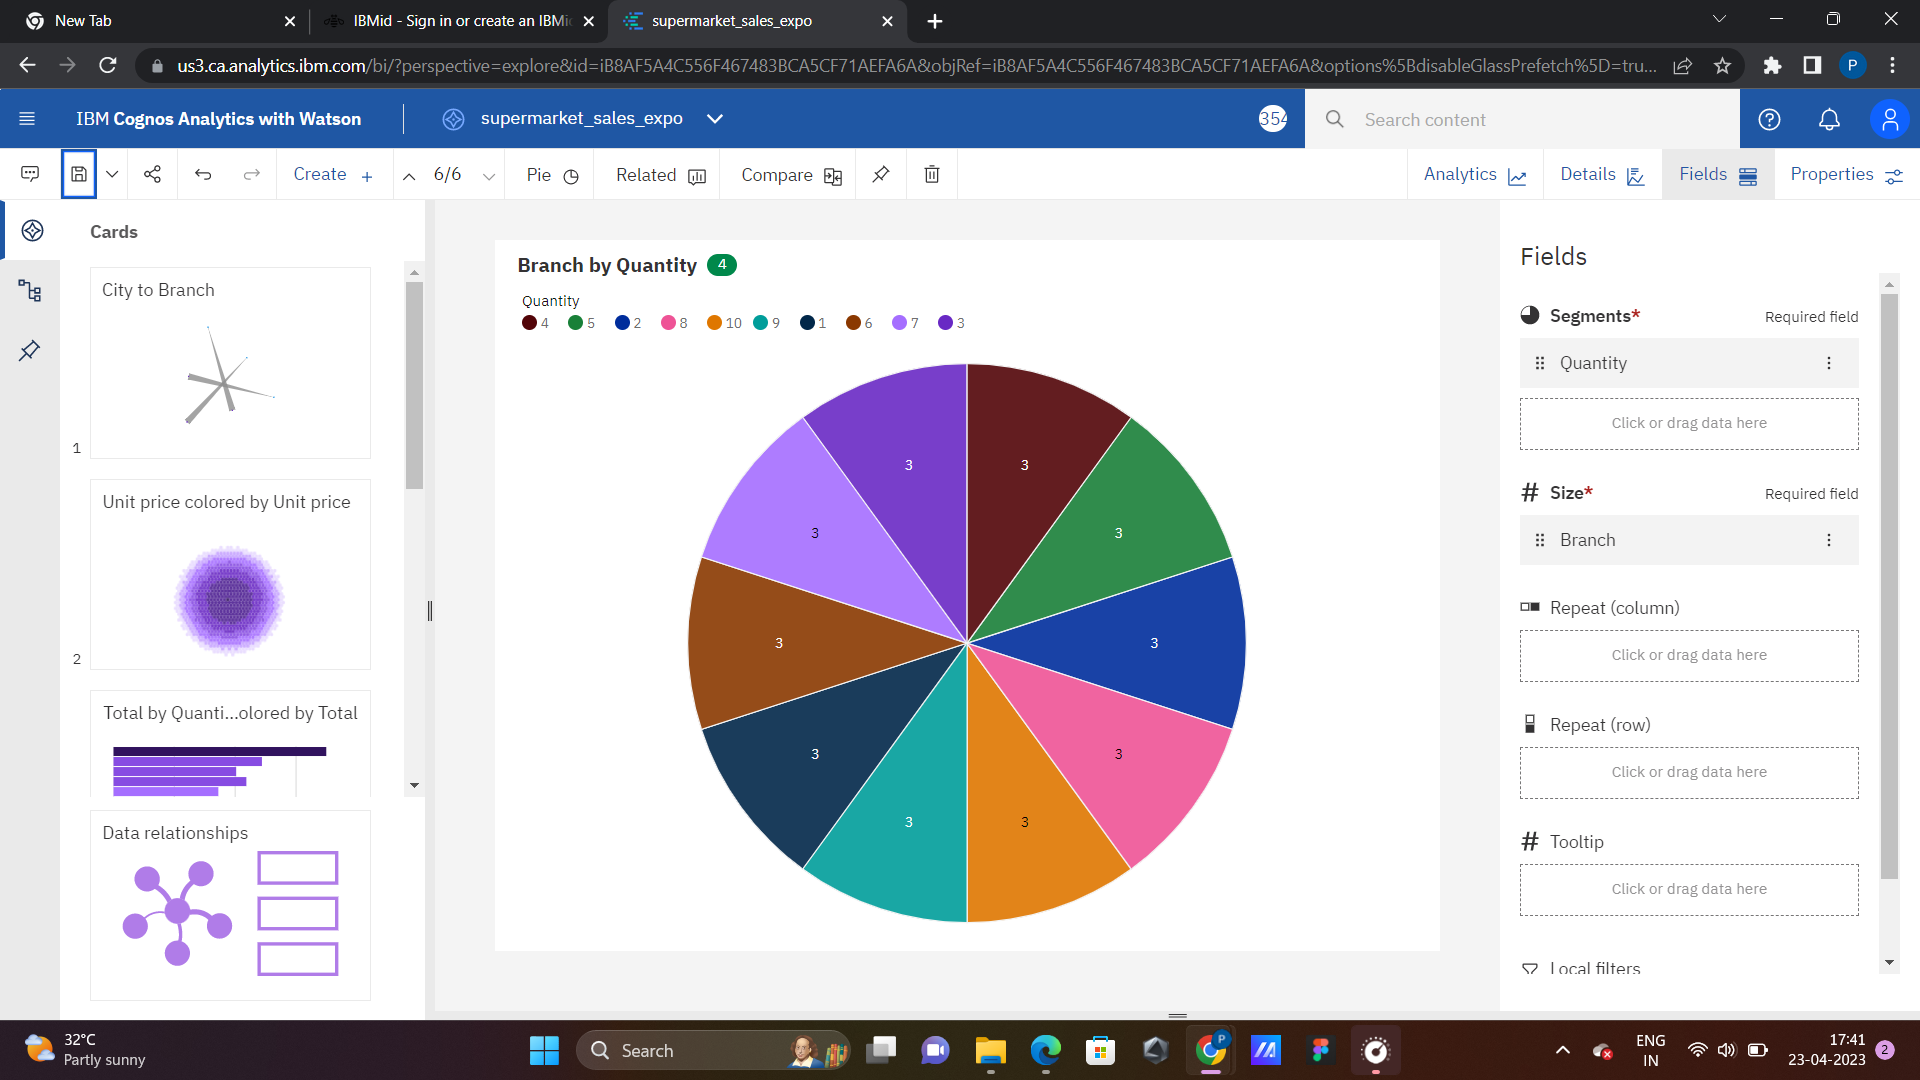 New Tab
IBMid - Sign in or create an IBMi
supermarket_sales_expo
us3.ca.analytics.ibm.com/bi/?perspective=explore&id=iB8AF5A4C556F467483BCA5CF71AEFA6A&objRef=iB8AF5A4C556F467483BCA5CF71AEFA6A&options%5BdisableGlassPrefetch%5D=tru...
P
IBM Cognos Analytics with Watson
supermarket_sales_expo
354
Search content
Create
6/6
Pie
Related
Compare
Analytics
Details
Fields
Properties
Cards
City to Branch
1
Unit price colored by Unit price
2
Total by Quanti...olored by Total
Data relationships
Branch by Quantity 4
Quantity
4 5 2 8 10 9 1 6 7 3
3 3
3 3
3 3
3 3
3 3
Fields
Segments* Required field
Quantity
Click or drag data here
Size* Required field
Branch
Repeat (column)
Click or drag data here
Repeat (row)
Click or drag data here
Tooltip
Click or drag data here
Local filters
32°C
Partly sunny
Search
P
ENG
IN
17:41
23-04-2023
2